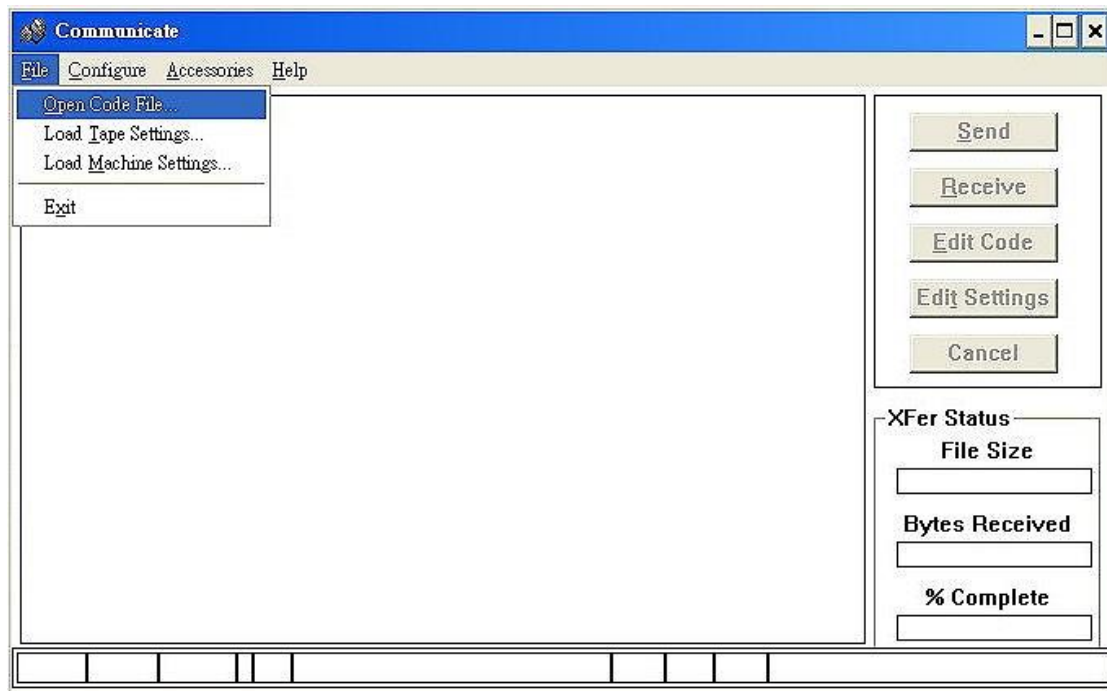 Communicate
File Configure Accessories Help
Open Code File...
Load Tape Settings...
Load Machine Settings...
Exit
Send
Receive
Edit Code
Edit Settings
Cancel
XFer Status
File Size
Bytes Received
% Complete